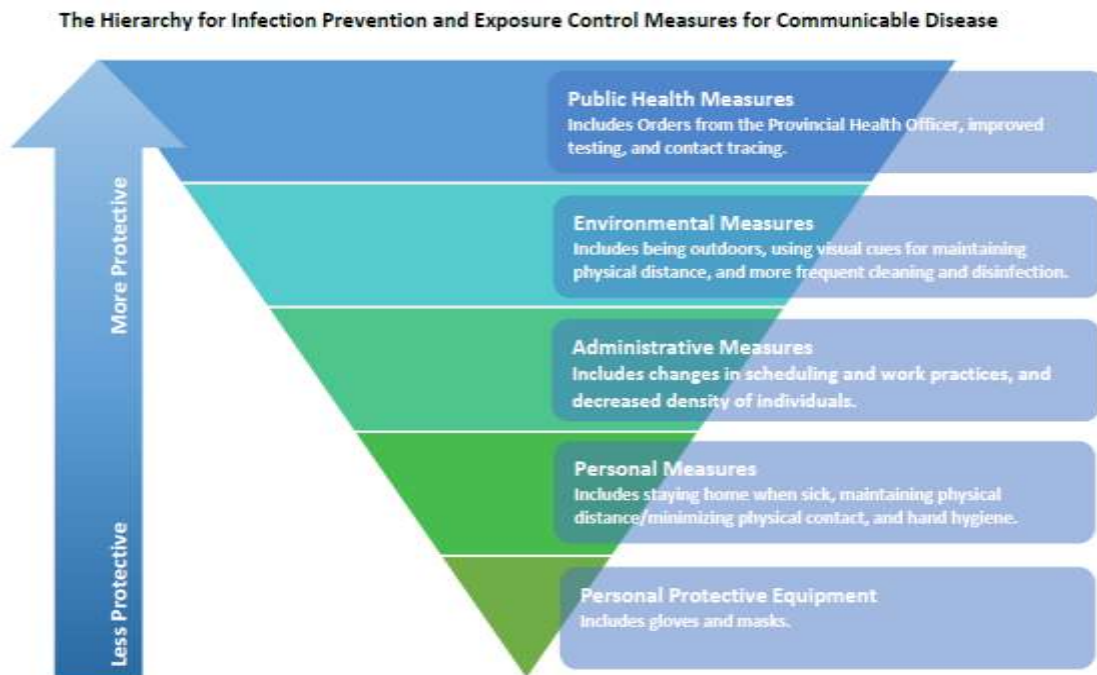 The Hierarchy for Infection Prevention and Exposure Control Measures for Communicable Disease
More Protective
Less Protective
Public Health Measures
Includes Orders from the Provincial Health Officer, improved
testing, and contact tracing.
Environmental Measures
Includes being outdoors, using visual cues for maintaining
physical distance, and more frequent cleaning and disinfection.
Administrative Measures
Includes changes in scheduling and work practices, and
decreased density of individuals.
Personal Measures
Includes staying home when sick, maintaining physical
distance/minimizing physical contact, and hand hygiene.
Personal Protective Equipment
Includes gloves and masks.